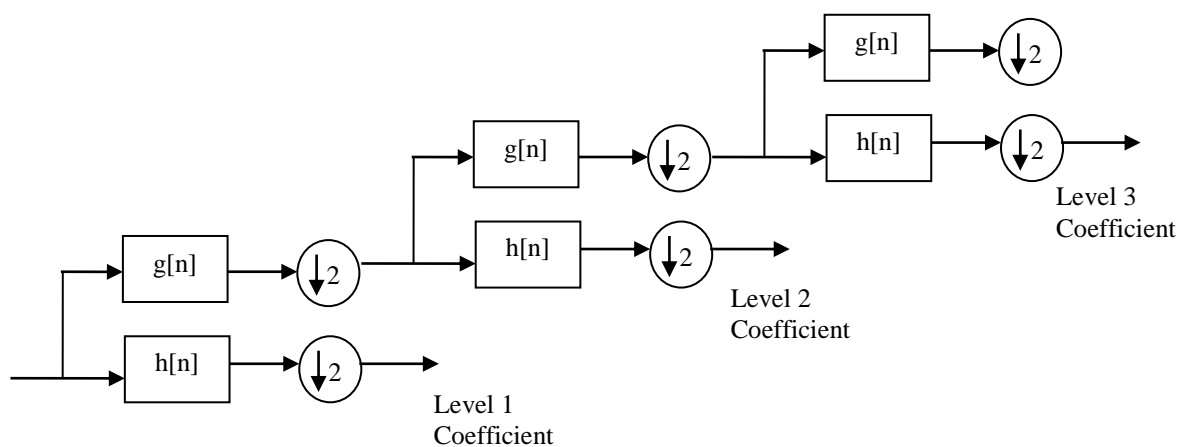 g[n]
↓2
h[n]
↓2
Level 3
Coefficient
g[n]
↓2
h[n]
↓2
Level 2
Coefficient
g[n]
↓2
h[n]
↓2
Level 1
Coefficient